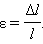 ε = Δl / l.